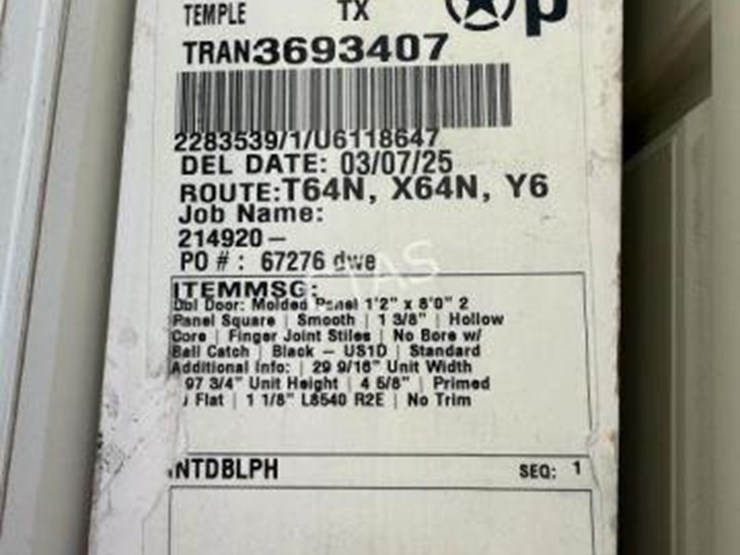 TEMPLE TX
p
TRAN3693407
2283539/1/U6118647
DEL DATE: 03/07/25
ROUTE:T64N, X64N, Y6
Job Name:
214920 –
PO # : 67276 dwe
ITEMMSG:
Dbl Door: Molded Panel 1'2" x 8'0" 2
Panel Square | Smooth | 1 3/8" | Hollow
Core | Finger Joint Stiles | No Bore w/
Ball Catch | Black – US1D | Standard
Additional Info: | 29 9/16" Unit Width
97 3/4" Unit Height | 4 5/8" | Primed
Flat | 1 1/8" L8540 R2E | No Trim
NTDBLPH SEQ: 1